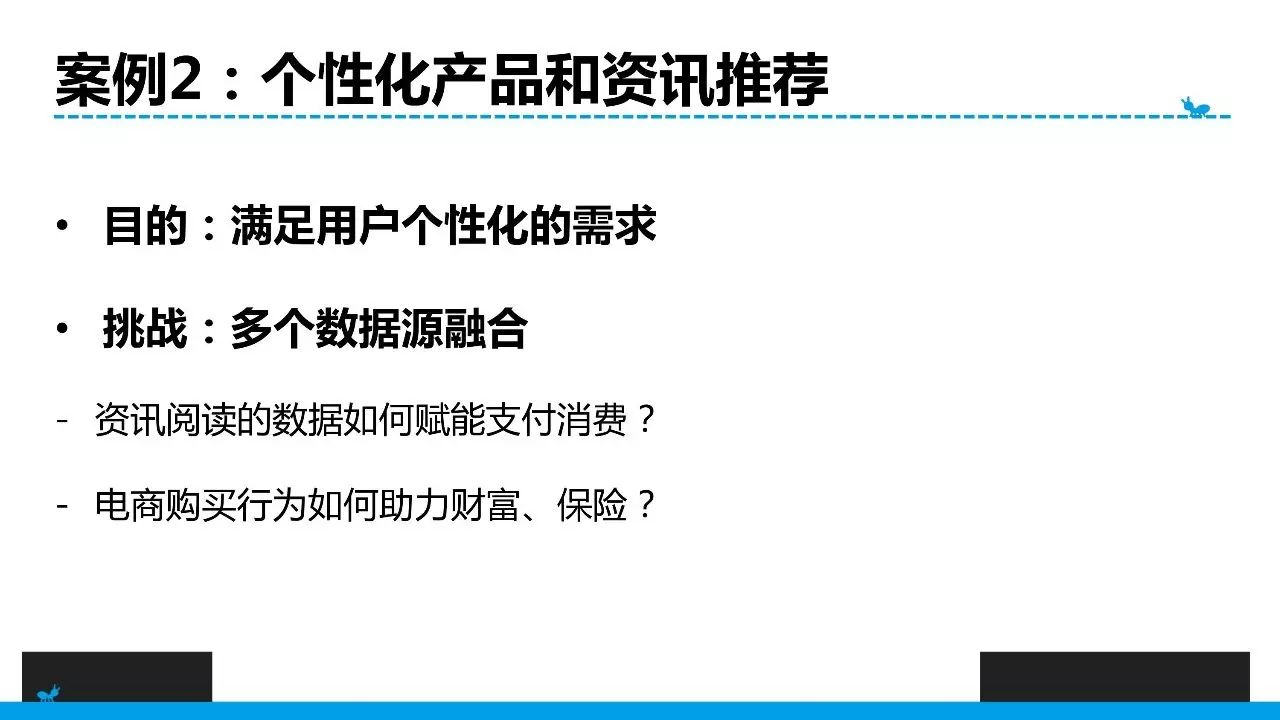 案例2：个性化产品和资讯推荐
• 目的：满足用户个性化的需求
• 挑战：多个数据源融合
- 资讯阅读的数据如何赋能支付消费？
- 电商购买行为如何助力财富、保险？